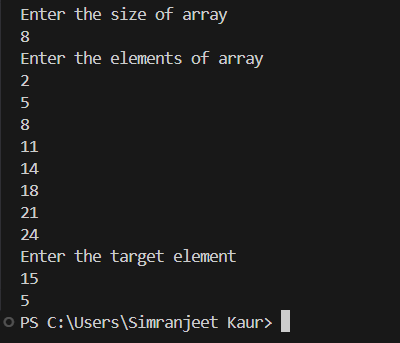 Enter the size of array
8
Enter the elements of array
2
5
8
11
14
18
21
24
Enter the target element
15
5
PS C:\Users\Simranjeet Kaur>